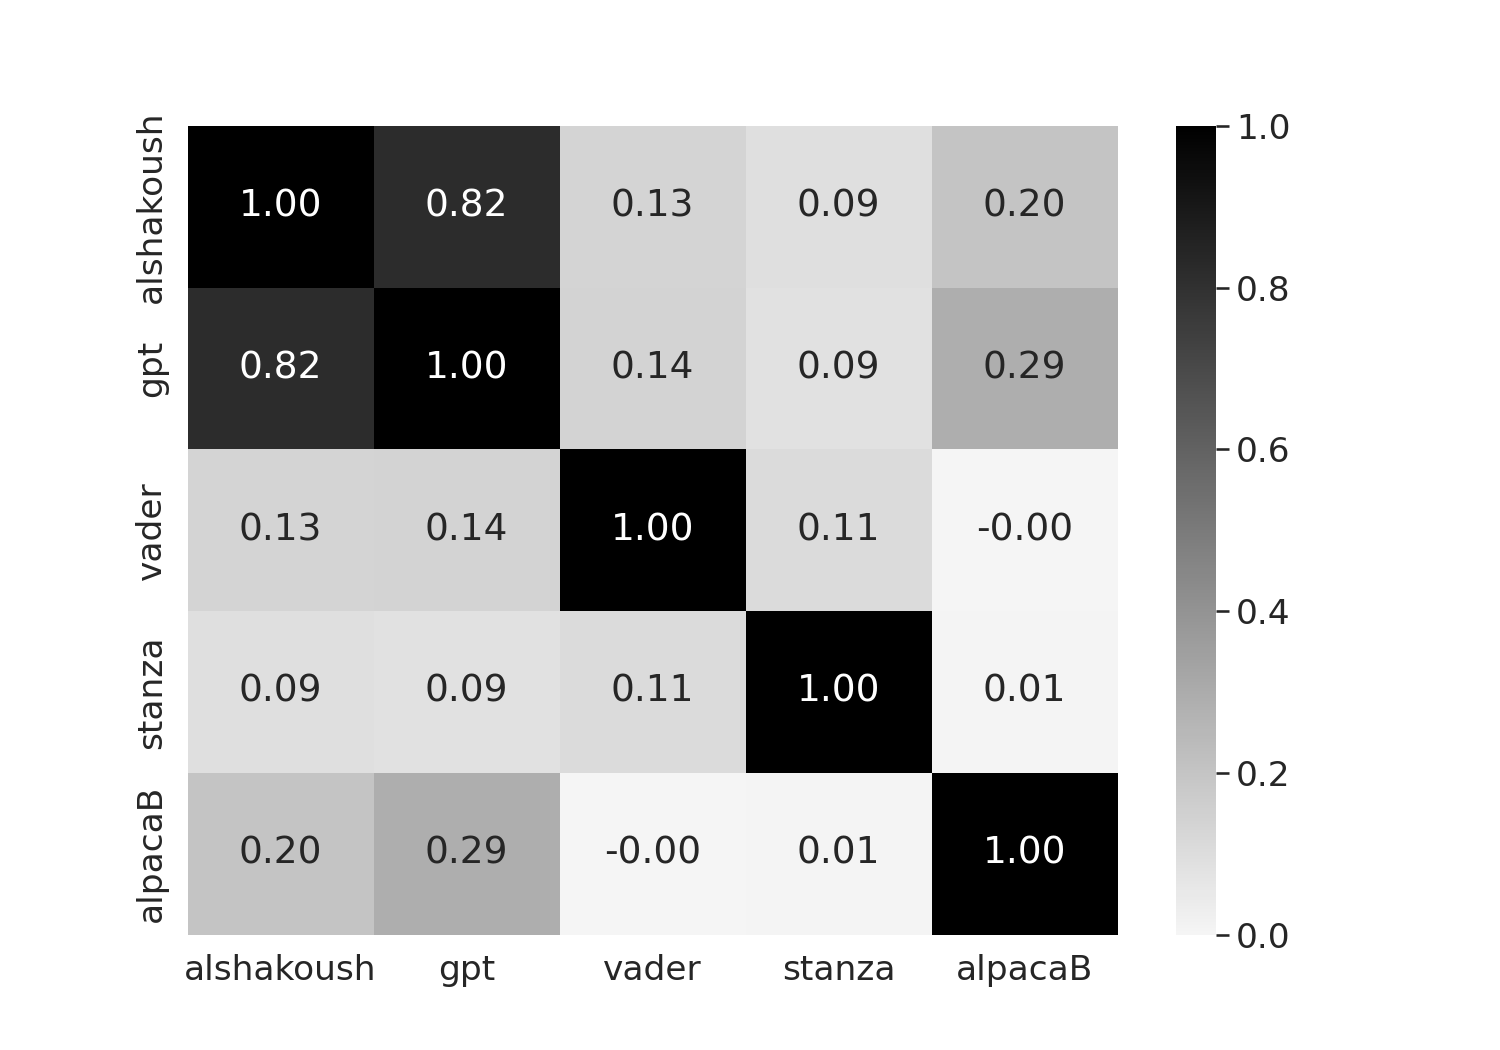 alshakoush 1.00 0.82 0.13 0.09 0.20
gpt 0.82 1.00 0.14 0.09 0.29
vader 0.13 0.14 1.00 0.11 -0.00
stanza 0.09 0.09 0.11 1.00 0.01
alpacaB 0.20 0.29 -0.00 0.01 1.00
alshakoush gpt vader stanza alpacaB
1.0
0.8
0.6
0.4
0.2
0.0